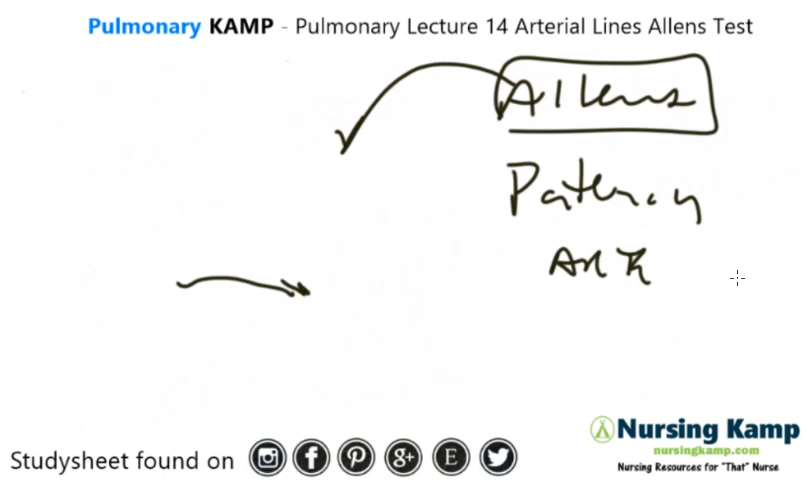 Pulmonary KAMP - Pulmonary Lecture 14 Arterial Lines Allens Test
Allens
Patency
Nursing Kamp
nursingkamp.com
Nursing Resources for "That" Nurse
Studysheet found on
g+
E